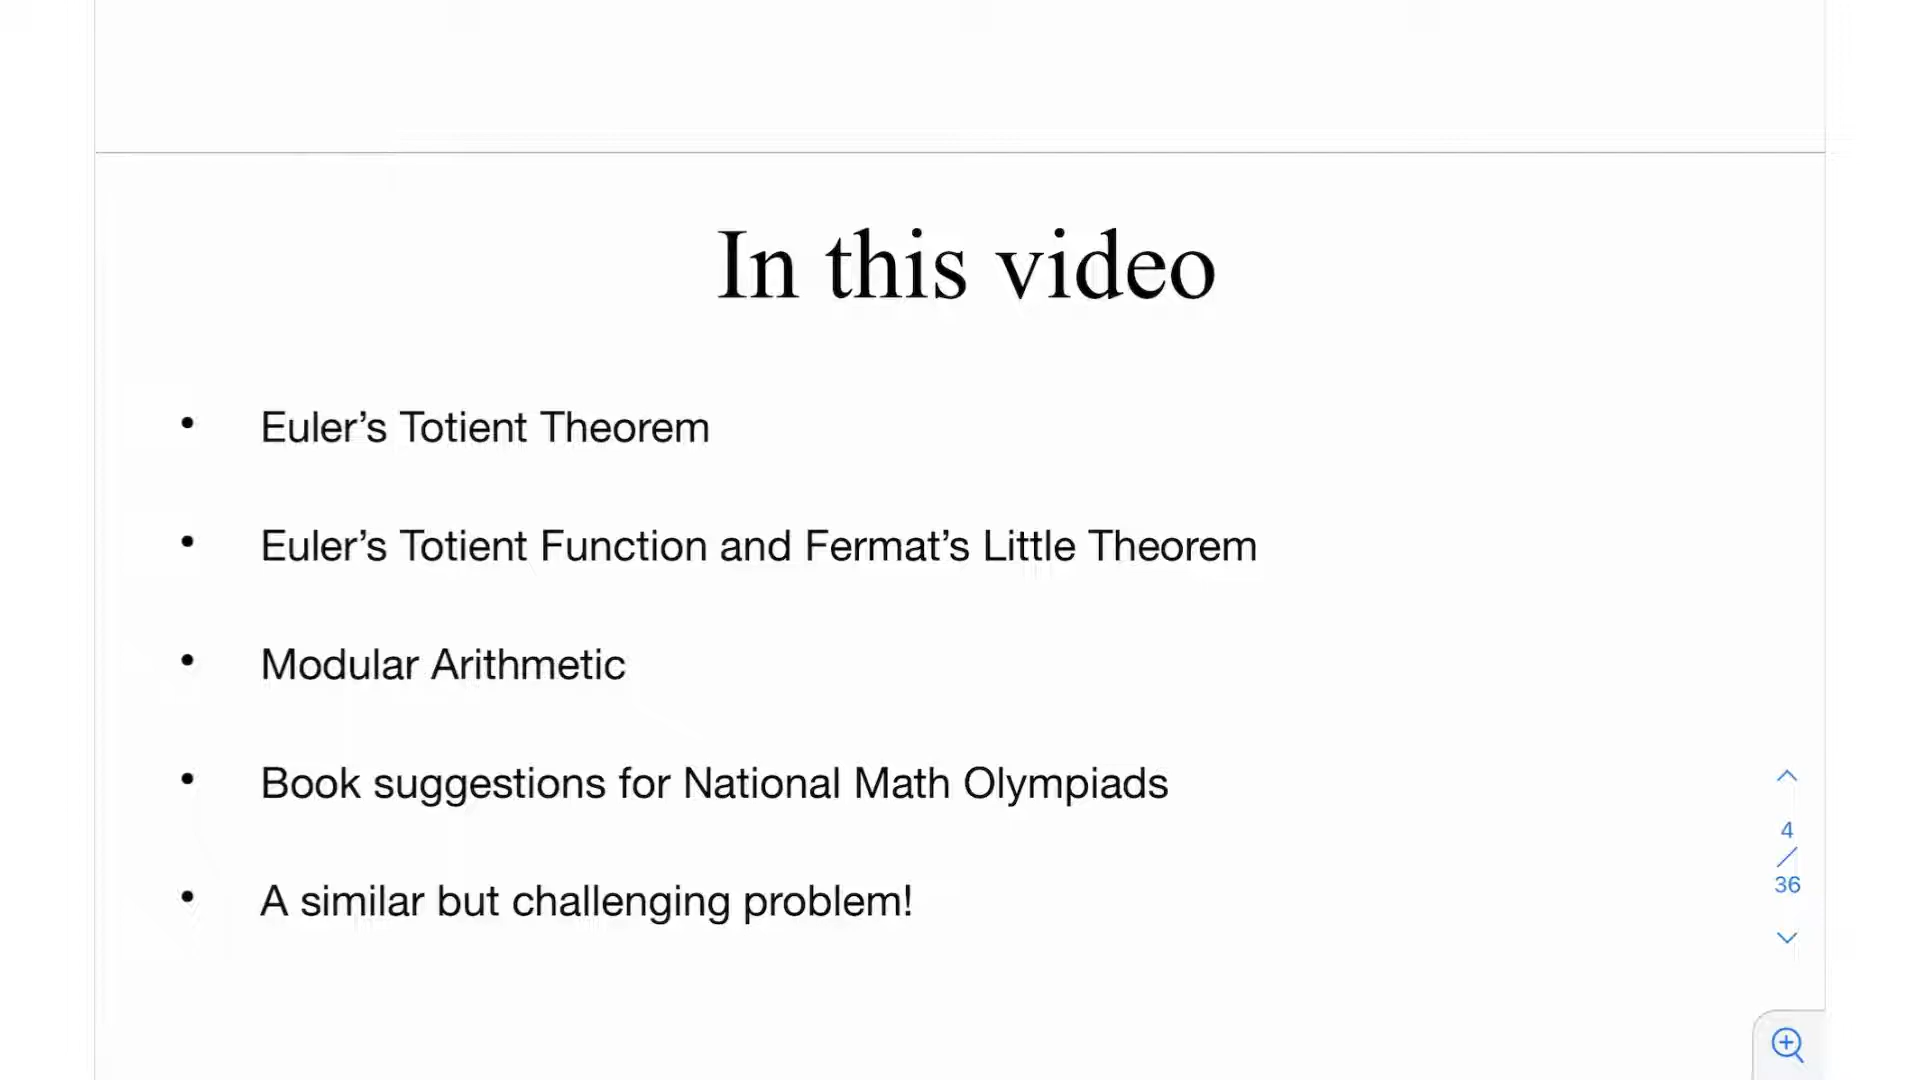 In this video
• Euler’s Totient Theorem
• Euler’s Totient Function and Fermat’s Little Theorem
• Modular Arithmetic
• Book suggestions for National Math Olympiads
• A similar but challenging problem!
4
/
36